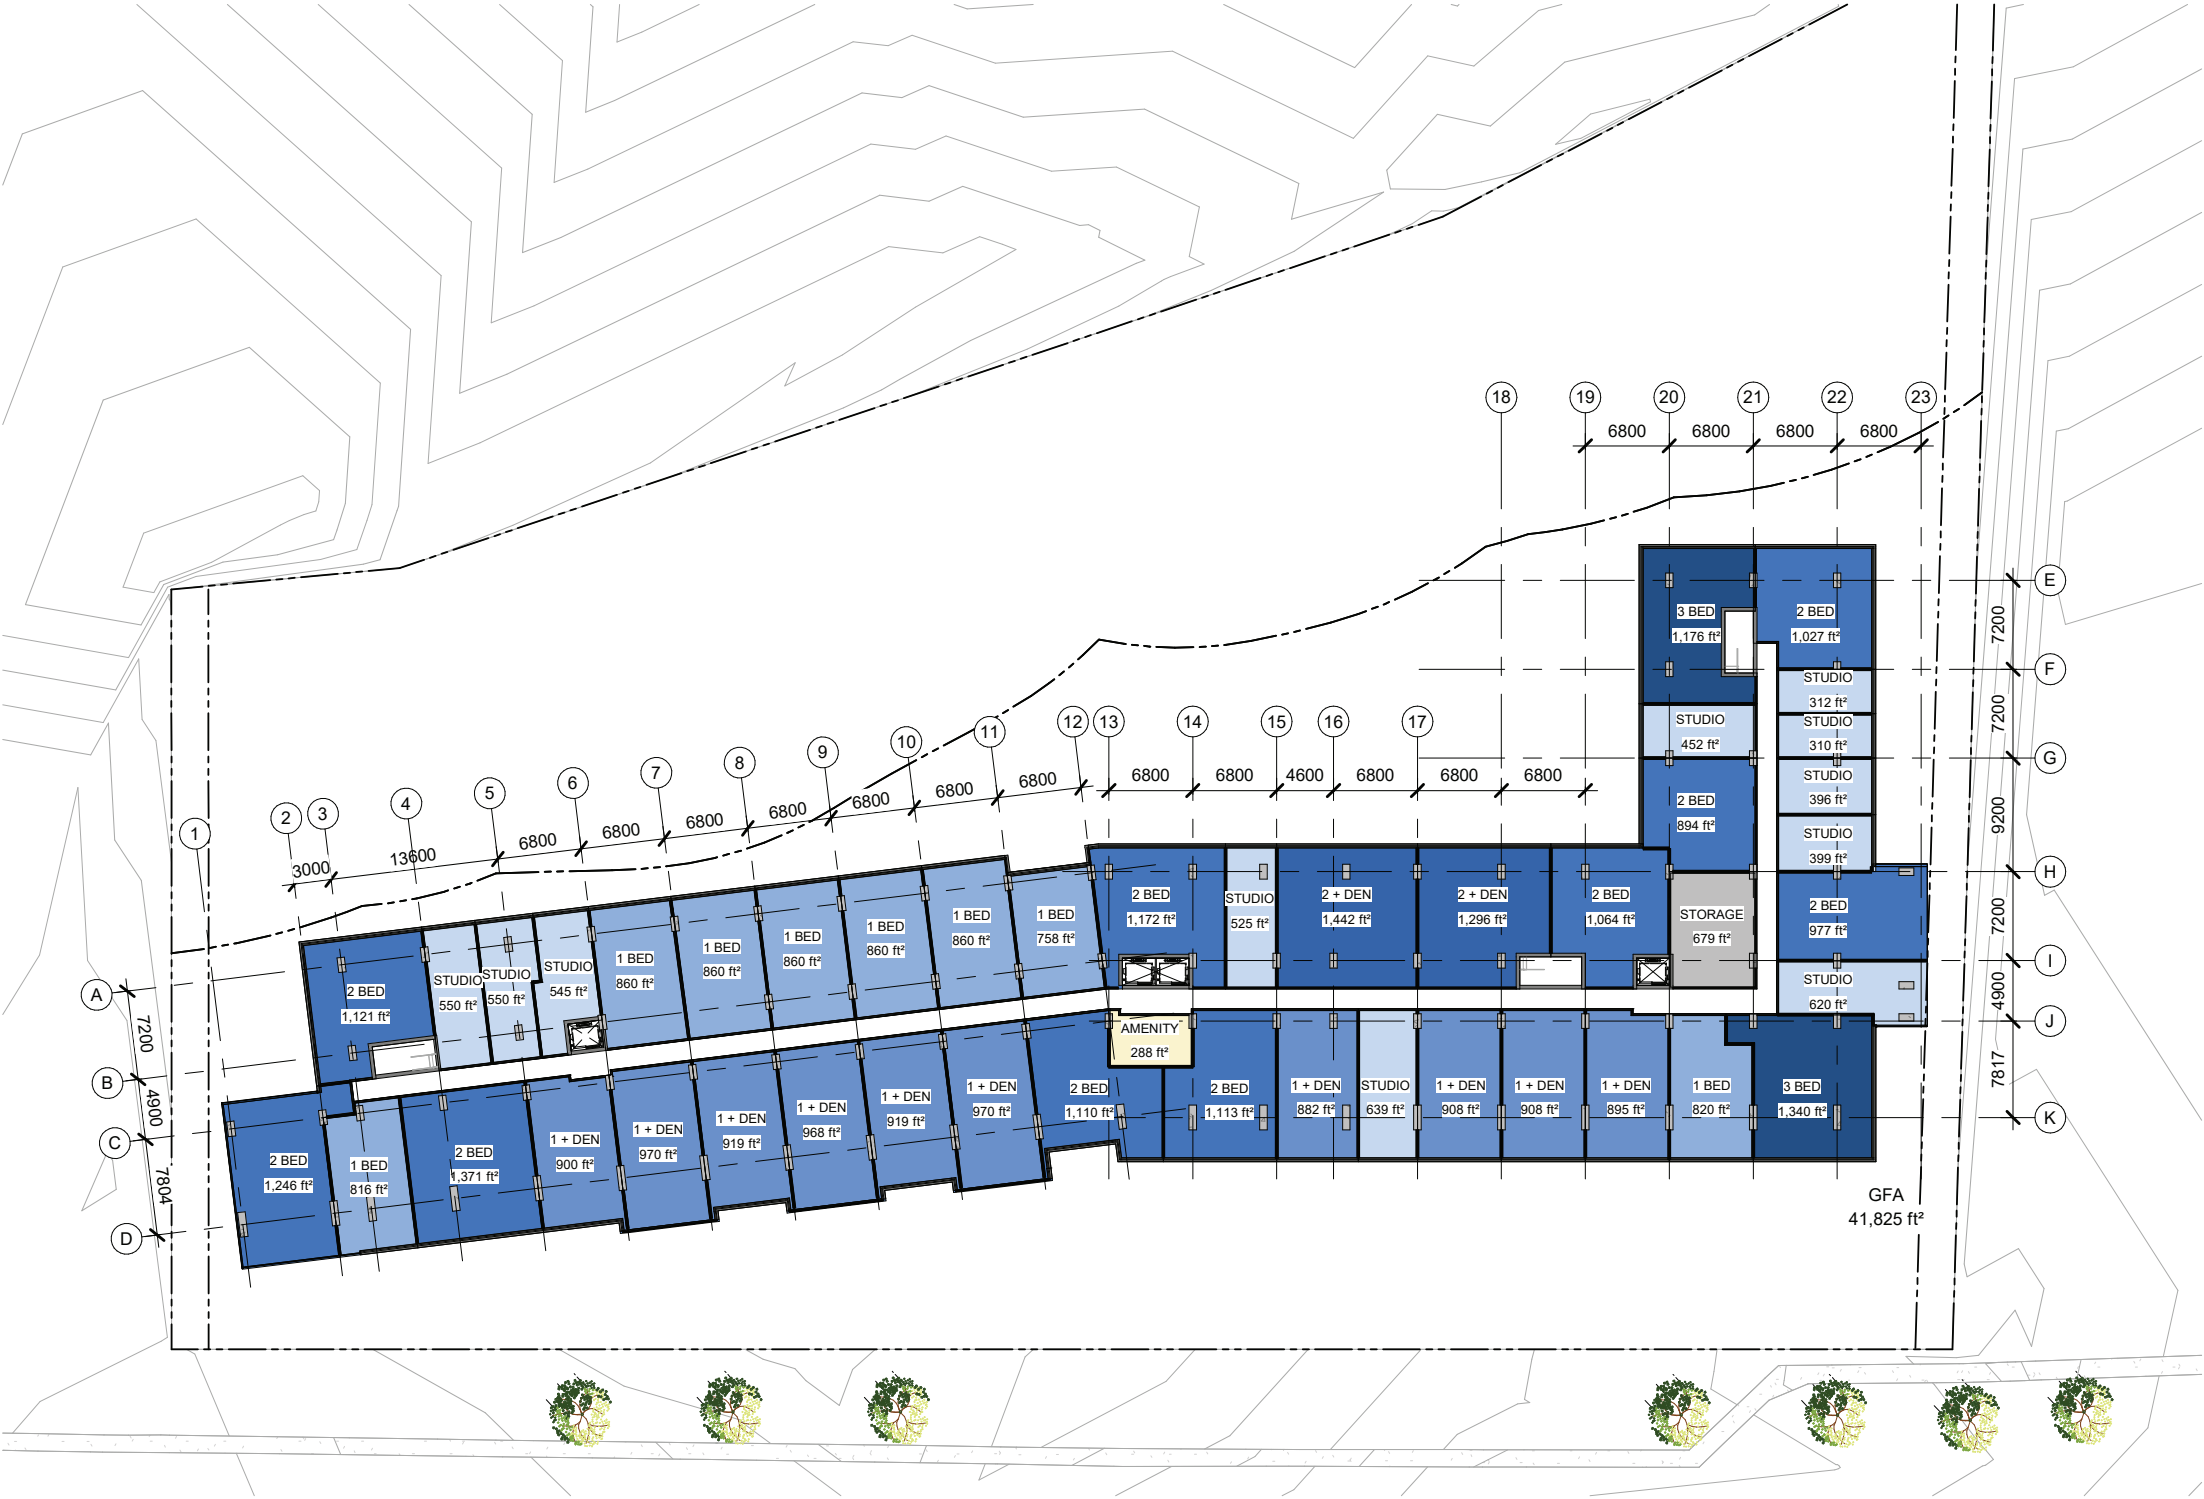 18
19
20
21
22
23
6800
6800
6800
6800
E
7200
F
7200
G
9200
H
7200
I
4900
J
7817
K
1
2
3
4
5
6
7
8
9
10
11
12
13
14
15
16
17
3000
13600
6800
6800
6800
6800
6800
6800
6800
6800
6800
4600
6800
6800
6800
A
7200
B
4900
C
7804
D
3 BED
1,176 ft²
2 BED
1,027 ft²
STUDIO
312 ft²
STUDIO
452 ft²
STUDIO
310 ft²
STUDIO
396 ft²
2 BED
894 ft²
STUDIO
399 ft²
2 BED
977 ft²
STORAGE
679 ft²
STUDIO
620 ft²
2 BED
1,121 ft²
STUDIO
550 ft²
STUDIO
550 ft²
STUDIO
545 ft²
1 BED
860 ft²
1 BED
860 ft²
1 BED
860 ft²
1 BED
860 ft²
1 BED
860 ft²
1 BED
758 ft²
2 BED
1,172 ft²
STUDIO
525 ft²
2 + DEN
1,442 ft²
2 + DEN
1,296 ft²
2 BED
1,064 ft²
2 BED
1,246 ft²
1 BED
816 ft²
2 BED
1,371 ft²
1 + DEN
900 ft²
1 + DEN
970 ft²
1 + DEN
919 ft²
1 + DEN
968 ft²
1 + DEN
919 ft²
1 + DEN
970 ft²
2 BED
1,110 ft²
AMENITY
288 ft²
2 BED
1,113 ft²
1 + DEN
882 ft²
STUDIO
639 ft²
1 + DEN
908 ft²
1 + DEN
908 ft²
1 + DEN
895 ft²
1 BED
820 ft²
3 BED
1,340 ft²
GFA
41,825 ft²